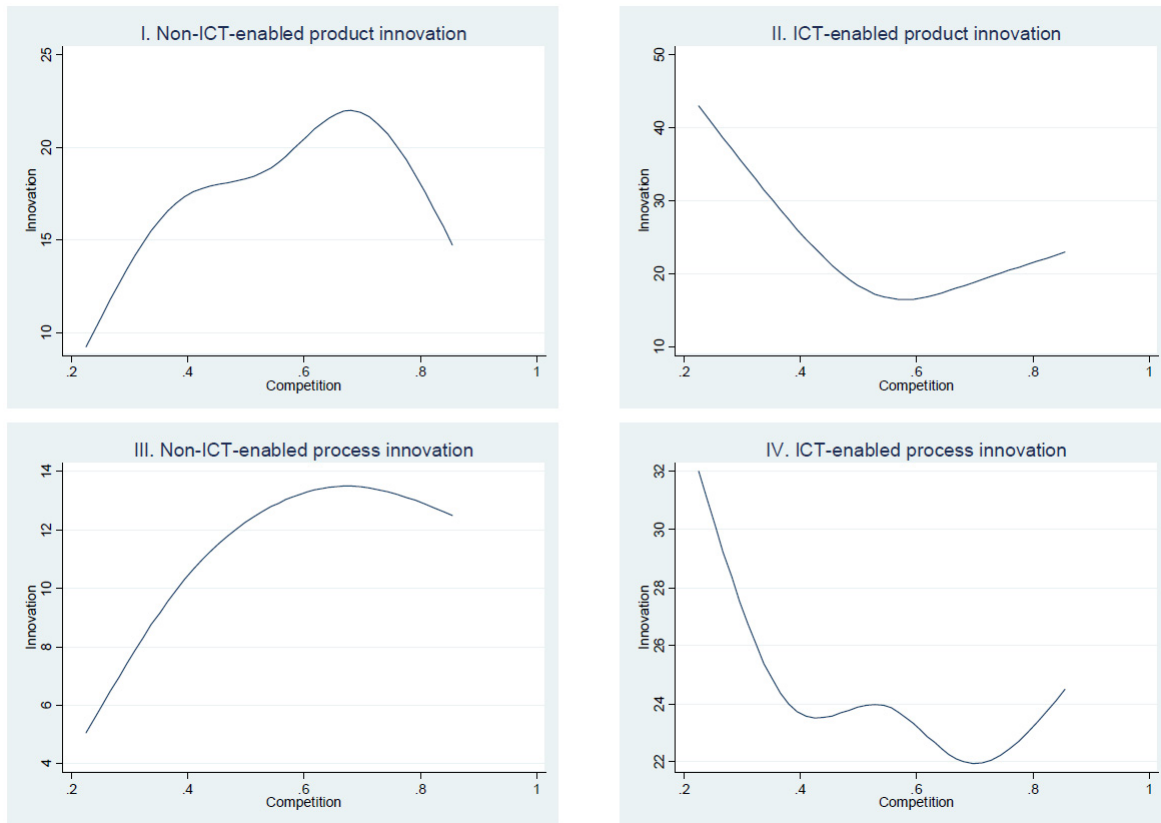 I. Non-ICT-enabled product innovation
25
20
15
10
Innovation
.2 .4 .6 .8 1
Competition
II. ICT-enabled product innovation
50
40
30
20
10
Innovation
.2 .4 .6 .8 1
Competition
III. Non-ICT-enabled process innovation
14
12
10
8
6
4
Innovation
.2 .4 .6 .8 1
Competition
IV. ICT-enabled process innovation
32
30
28
26
24
22
Innovation
.2 .4 .6 .8 1
Competition